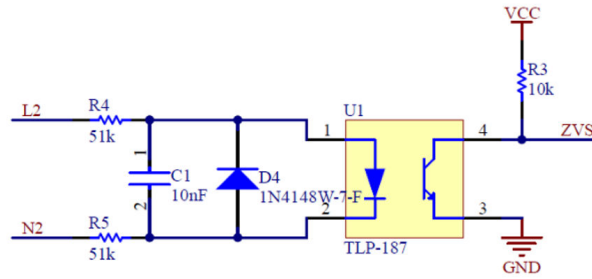 VCC
R3
10k
L2
R4
51k
U1
1
4
ZVS
1
C1
10nF
2
D4
1N4148W-7-F
2
3
N2
R5
51k
TLP-187
GND